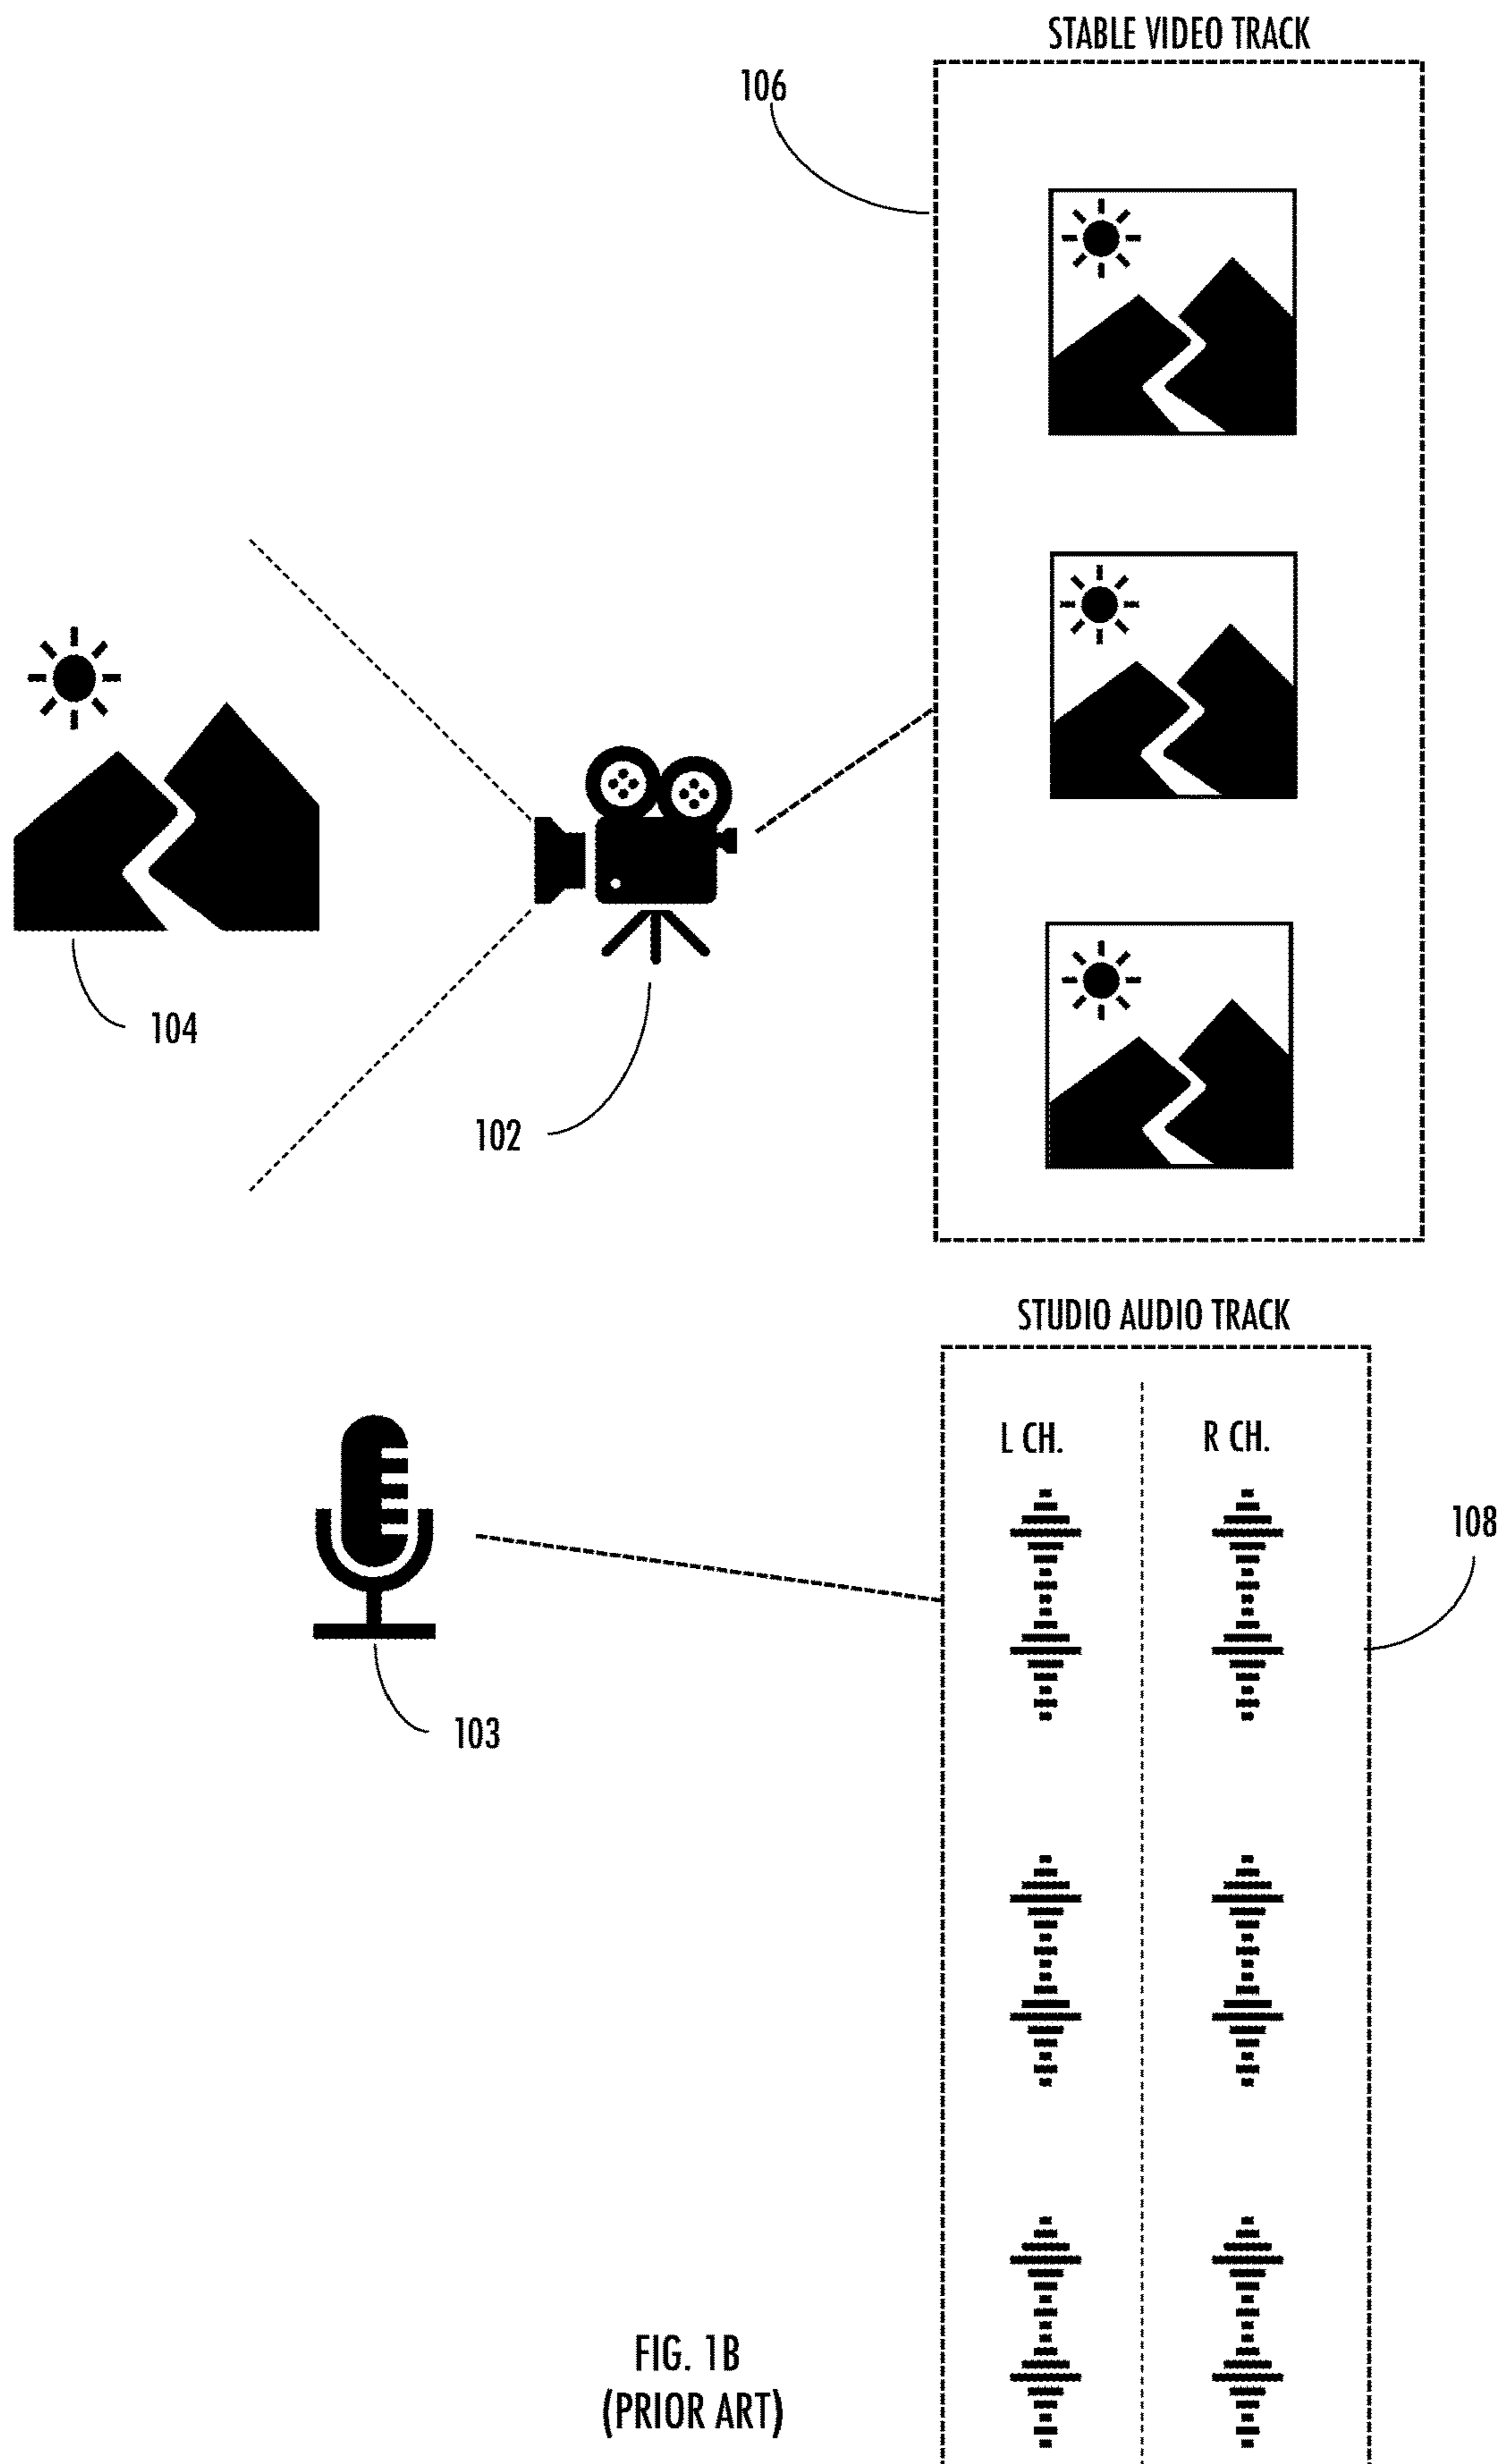 STABLE VIDEO TRACK
106
104
102
STUDIO AUDIO TRACK
L CH.
R CH.
108
103
FIG. 1B
(PRIOR ART)